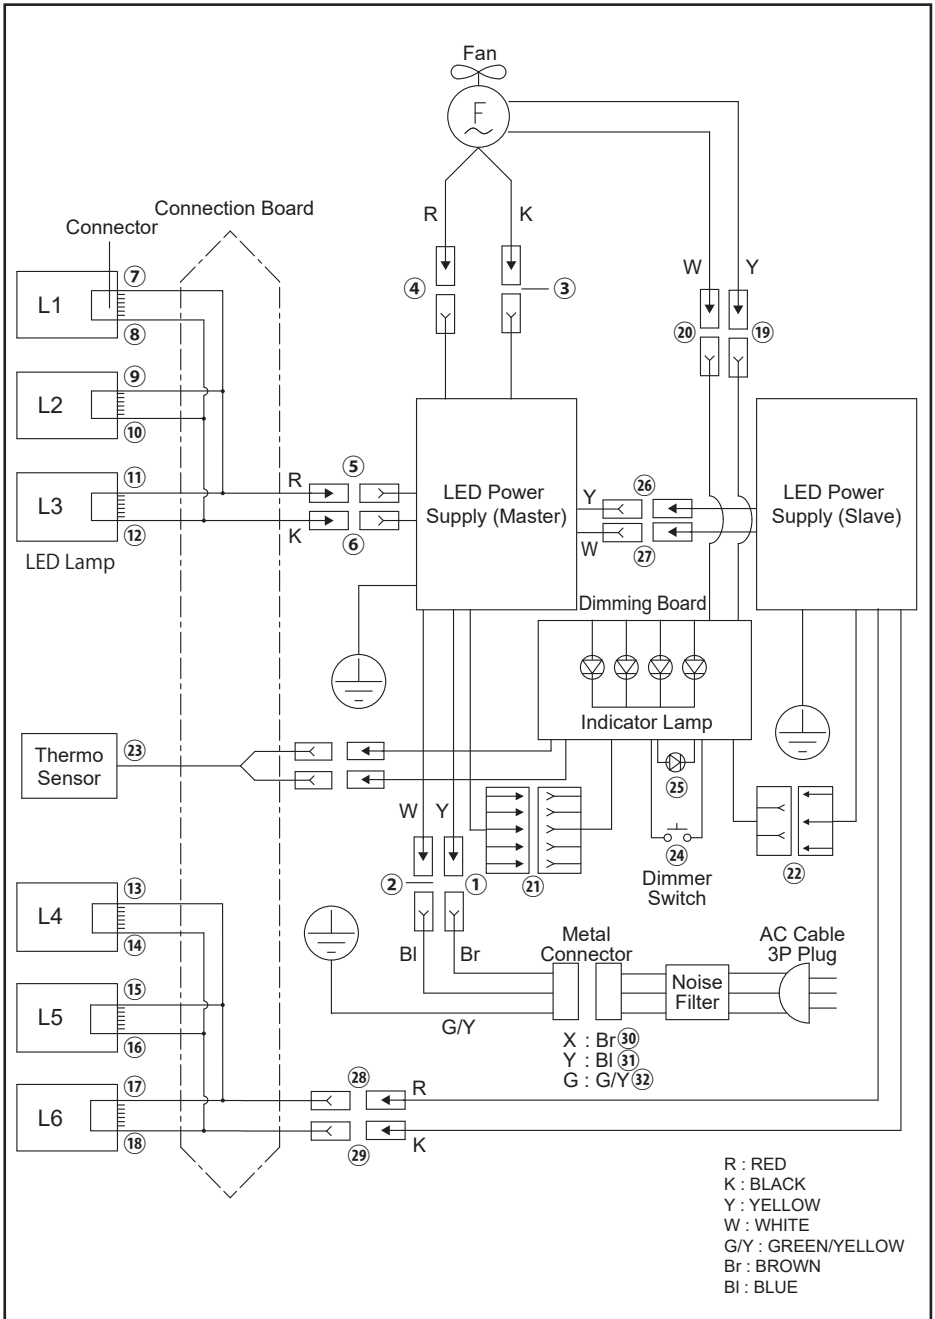 Fan
F
R
K
④
③
W
Y
⑳
⑲
Connection Board
Connector
L1
⑦
⑧
L2
⑨
⑩
L3
⑪
⑫
LED Lamp
R
⑤
K
⑥
LED Power
Supply (Master)
Y
㉖
W
㉗
LED Power
Supply (Slave)
Dimming Board
Indicator Lamp
Thermo
Sensor
㉓
W
Y
②
①
㉑
㉕
㉔
Dimmer
Switch
㉒
L4
⑬
⑭
L5
⑮
⑯
L6
⑰
⑱
Bl
Br
G/Y
Metal
Connector
Noise
Filter
AC Cable
3P Plug
X : Br㉚
Y : Bl㉛
G : G/Y㉜
㉘
R
㉙
K
R : RED
K : BLACK
Y : YELLOW
W : WHITE
G/Y : GREEN/YELLOW
Br : BROWN
Bl : BLUE